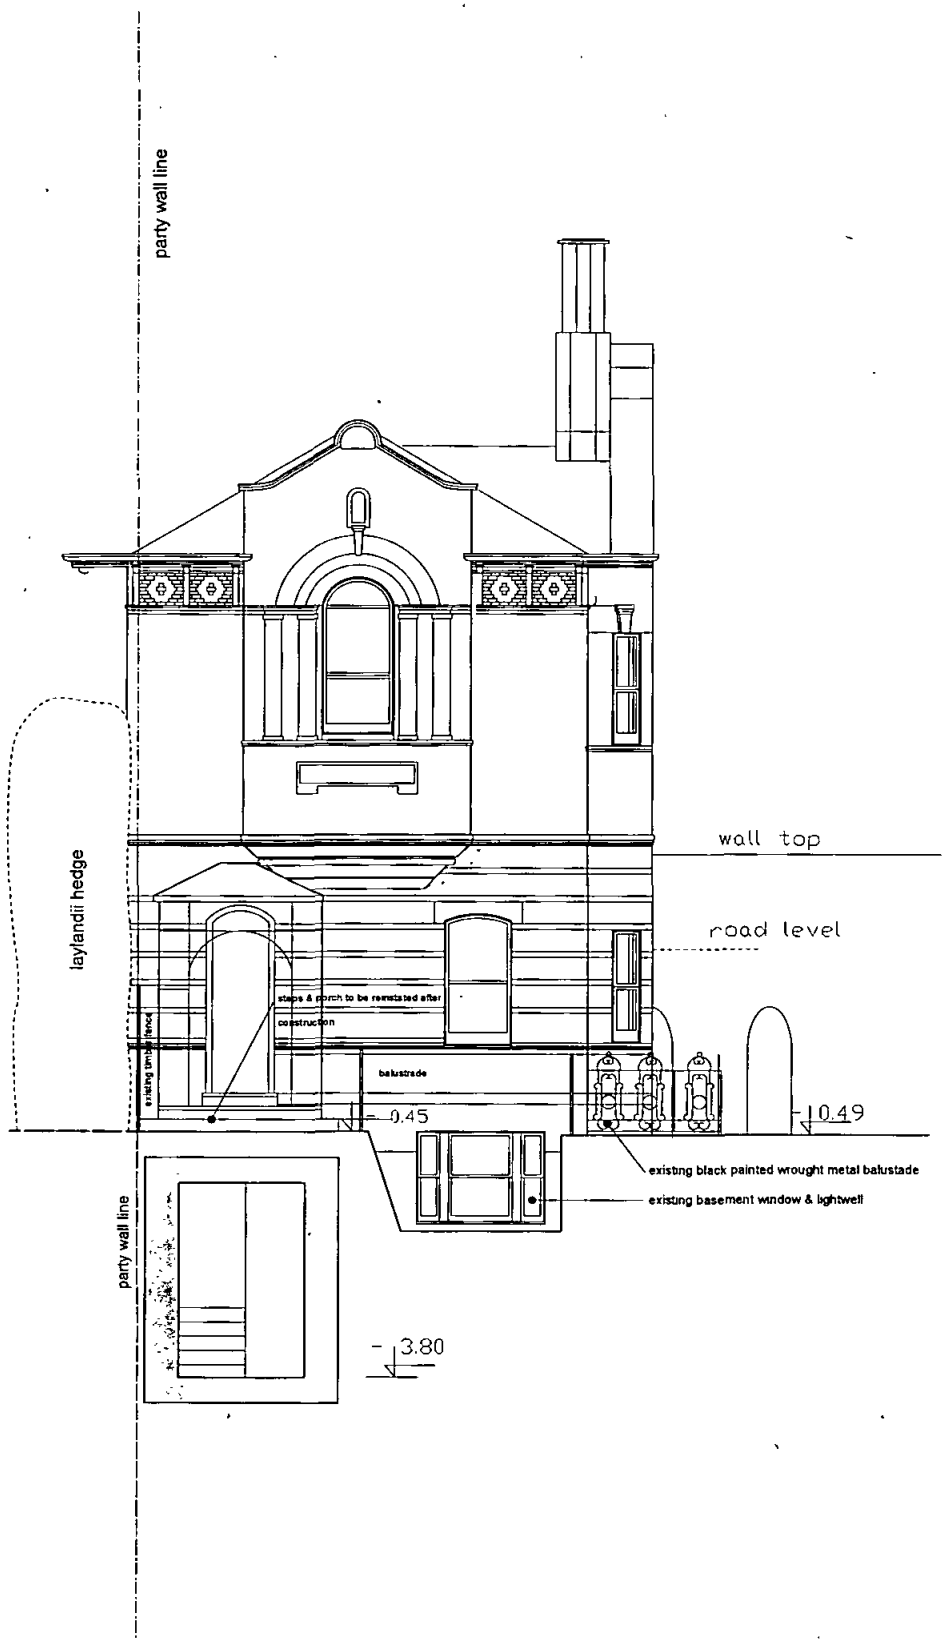 party wall line
wall top
laylandii hedge
road level
steps & porch to be reinstated after
construction
existing timber fence
balustrade
- 0.45
- 0.49
existing black painted wrought metal balustade
existing basement window & lightwell
party wall line
- 3.80